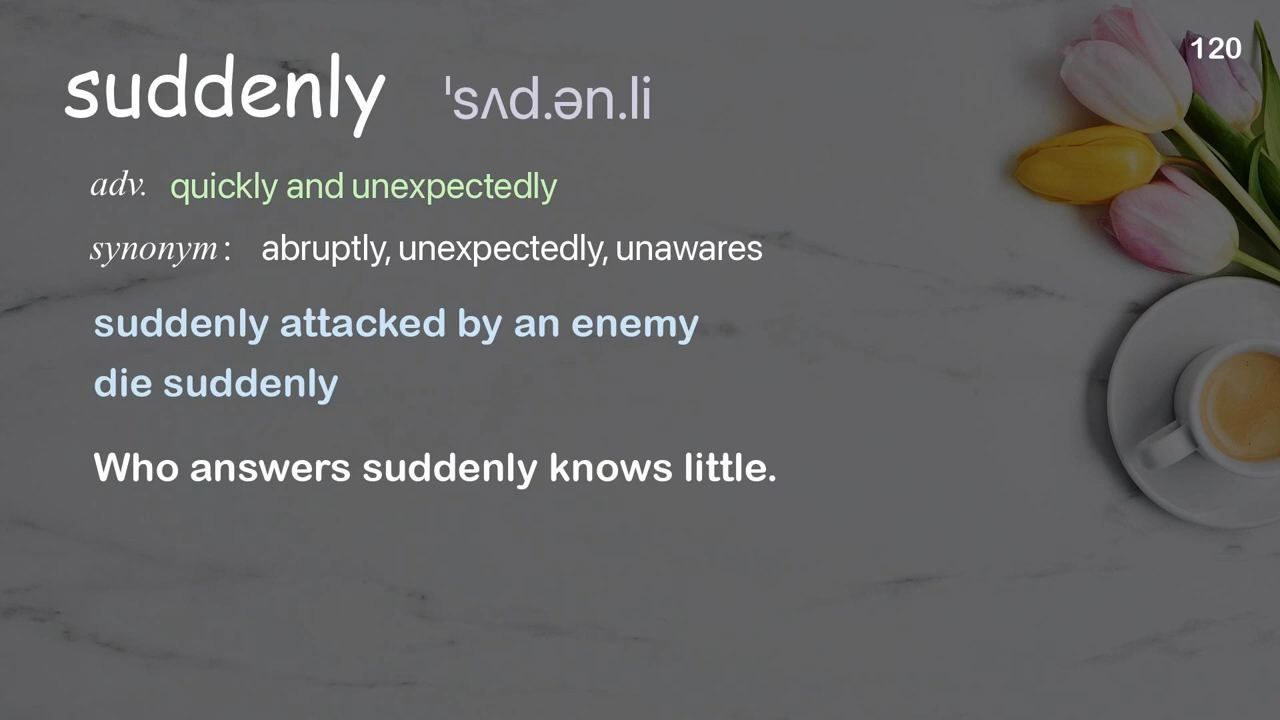 120
suddenly ˈsʌd.ən.li
adv. quickly and unexpectedly
synonym: abruptly, unexpectedly, unawares
suddenly attacked by an enemy
die suddenly
Who answers suddenly knows little.